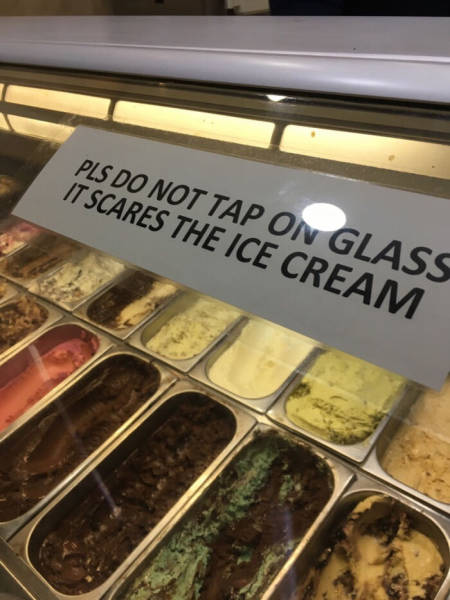 PLS DO NOT TAP ON GLASS
IT SCARES THE ICE CREAM